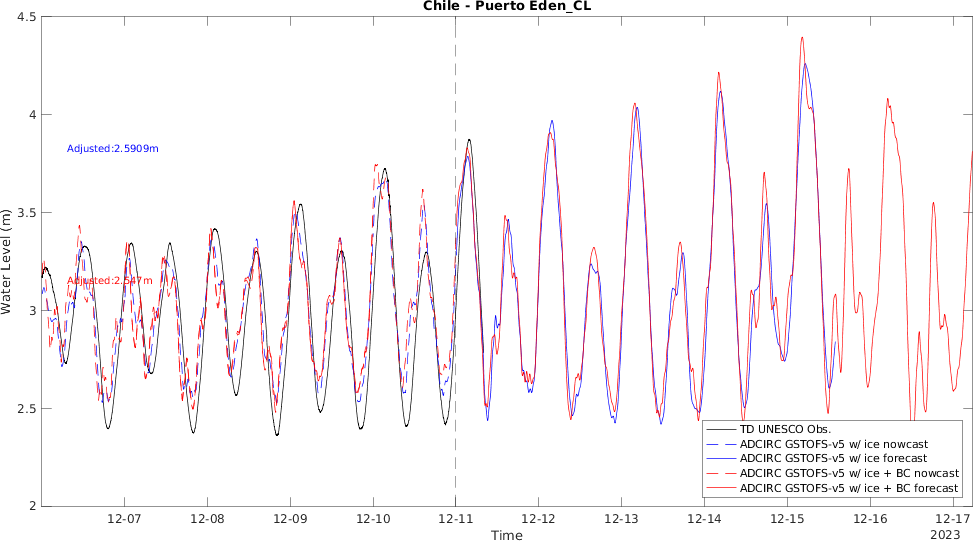 Chile - Puerto Eden_CL
4.5
4
3.5
3
2.5
2
Water Level (m)
Adjusted:2.5909m
Adjusted:2.547m
TD UNESCO Obs.
ADCIRC GSTOFS-v5 w/ ice nowcast
ADCIRC GSTOFS-v5 w/ ice forecast
ADCIRC GSTOFS-v5 w/ ice + BC nowcast
ADCIRC GSTOFS-v5 w/ ice + BC forecast
12-07 12-08 12-09 12-10 12-11 12-12 12-13 12-14 12-15 12-16 12-17
2023
Time